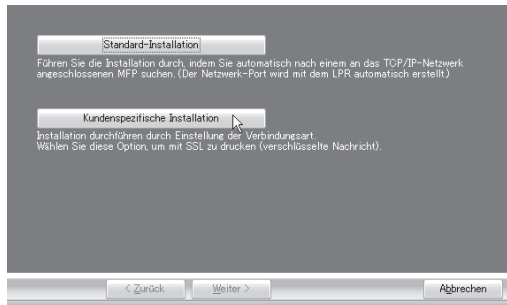 Standard-Installation
Führen Sie die Installation durch, indem Sie automatisch nach einem an das TCP/IP-Netzwerk
angeschlossenen MFP suchen. (Der Netzwerk-Port wird mit dem LPR automatisch erstellt.)
Kundenspezifische Installation
Installation durchführen durch Einstellung der Verbindungsart.
Wählen Sie diese Option, um mit SSL zu drucken (verschlüsselte Nachricht).
< Zurück Weiter > Abbrechen